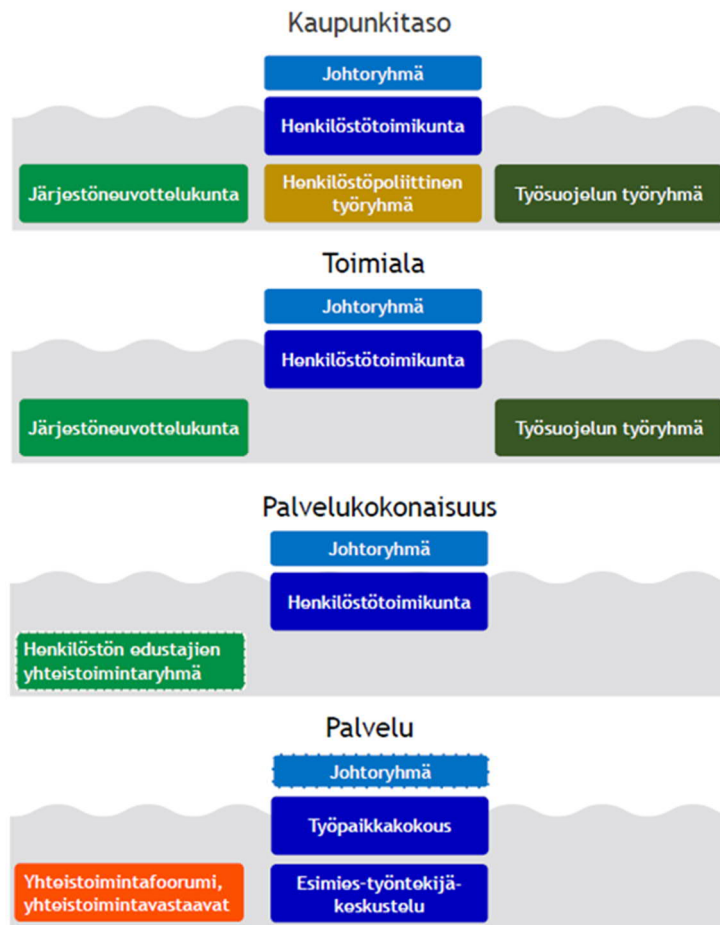 Kaupunkitaso
Johtoryhmä
Henkilöstötoimikunta
Järjestöneuvottelukunta
Henkilöstöpoliittinen
työryhmä
Työsuojelun työryhmä
Toimiala
Johtoryhmä
Henkilöstötoimikunta
Järjestöneuvottelukunta
Työsuojelun työryhmä
Palvelukokonaisuus
Johtoryhmä
Henkilöstötoimikunta
Henkilöstön edustajien
yhteistoimintaryhmä
Palvelu
Johtoryhmä
Työpaikkakokous
Yhteistoimintafoorumi,
yhteistoimintavastaavat
Esimies-työntekijä-
keskustelu